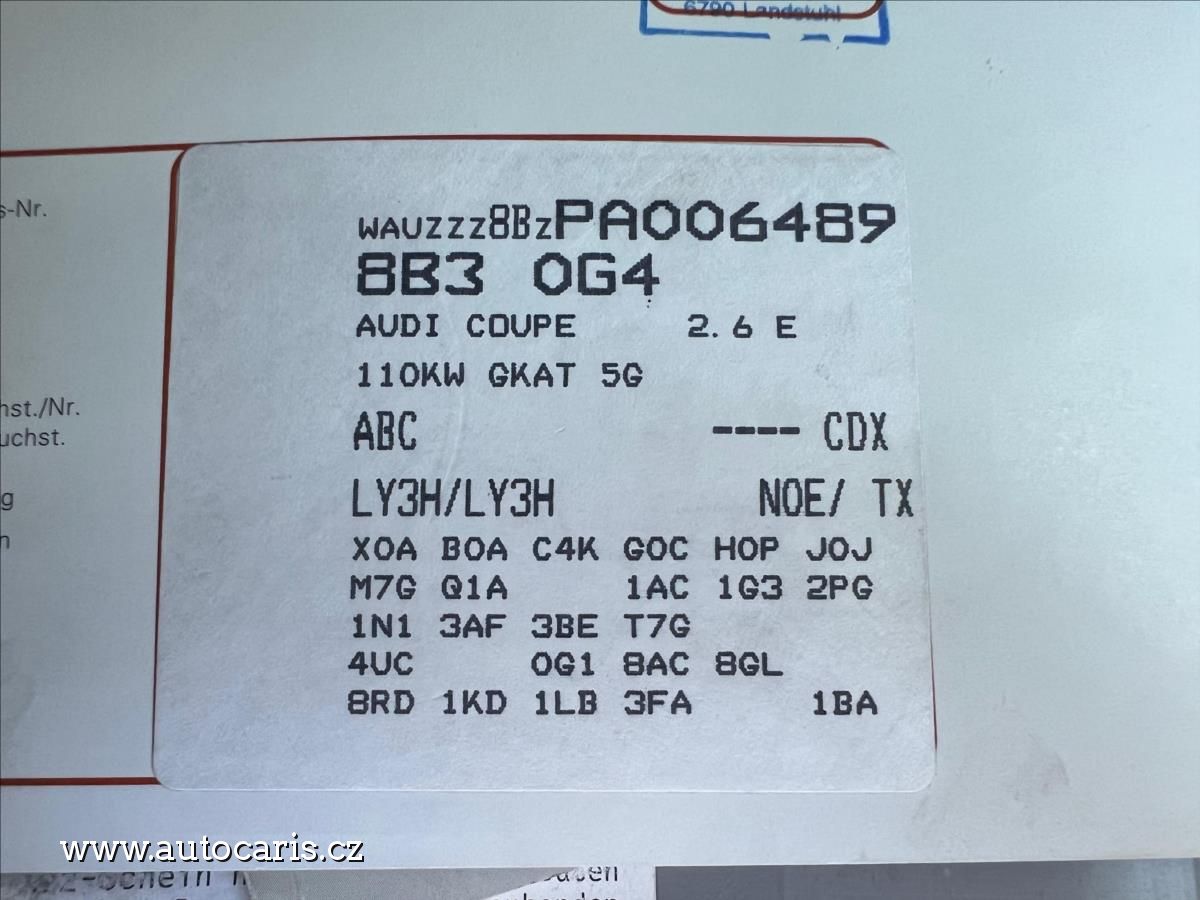 6790 Landstuhl
s-Nr.
WAUZZZ8BZPA006489
8B3 0G4
AUDI COUPE 2.6 E
110KW GKAT 5G
hst./Nr.
uchst.
ABC ---- CDX
g
LY3H/LY3H N0E/ TX
n
X0A B0A C4K G0C H0P J0J
M7G Q1A 1AC 1G3 2PG
1N1 3AF 3BE T7G
4UC 0G1 8AC 8GL
8RD 1KD 1LB 3FA 1BA
www.autocaris.cz